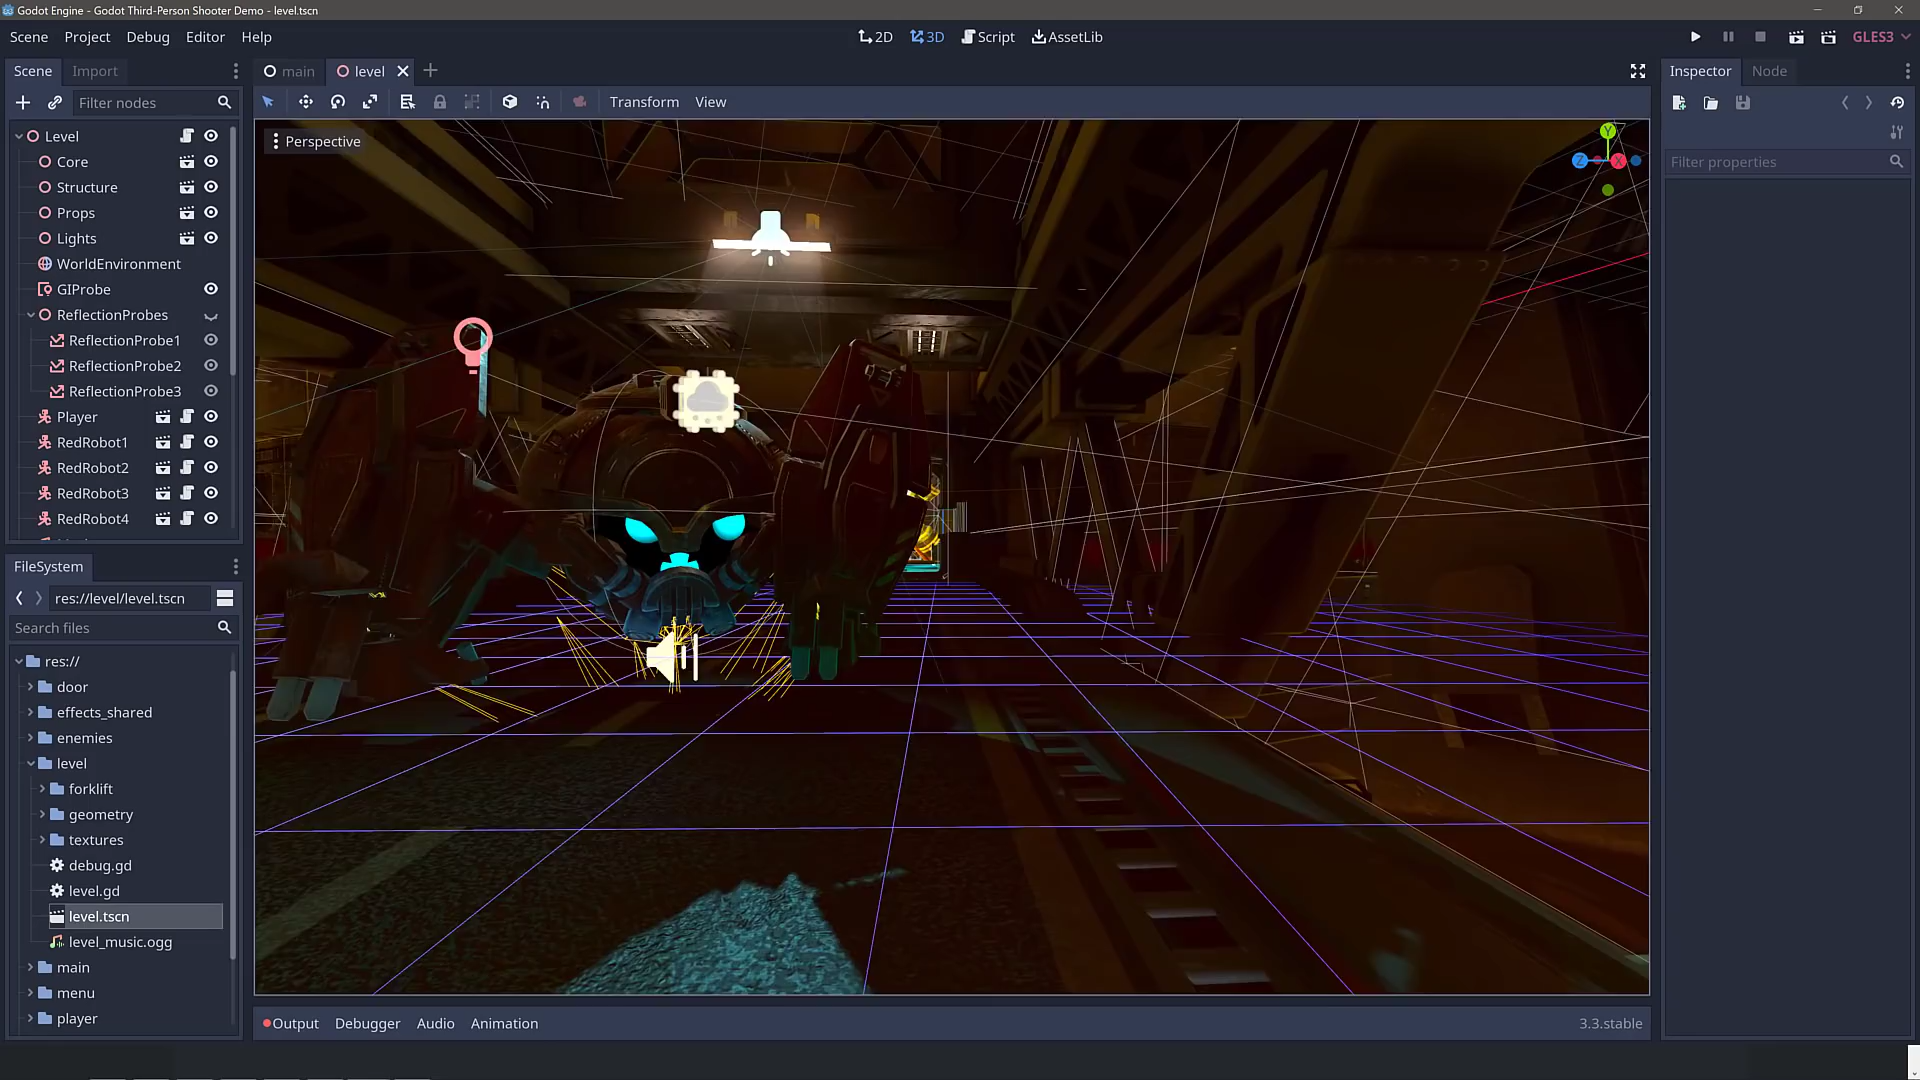 Godot Engine - Godot Third-Person Shooter Demo - level.tscn
Scene Project Debug Editor Help
2D 3D Script AssetLib
GLES3
Scene Import
Filter nodes
Level
Core
Structure
Props
Lights
WorldEnvironment
GIProbe
ReflectionProbes
ReflectionProbe1
ReflectionProbe2
ReflectionProbe3
Player
RedRobot1
RedRobot2
RedRobot3
RedRobot4
FileSystem
res://level/level.tscn
Search files
res://
door
effects_shared
enemies
level
forklift
geometry
textures
debug.gd
level.gd
level.tscn
level_music.ogg
main
menu
player
main level
Transform View
Perspective
Y
Z X
Output Debugger Audio Animation
3.3.stable
Inspector Node
Filter properties